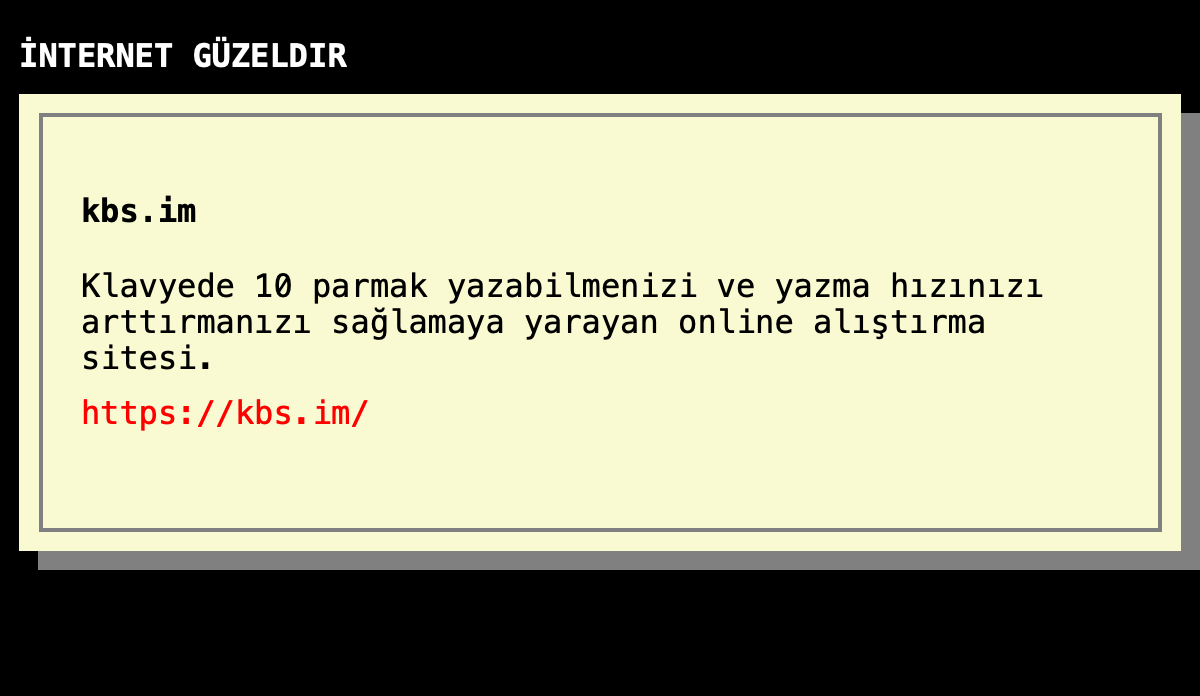 İNTERNET GÜZELDIR
kbs.im
Klavyede 10 parmak yazabilmenizi ve yazma hızınızı
arttırmanızı sağlamaya yarayan online alıştırma
sitesi.
https://kbs.im/